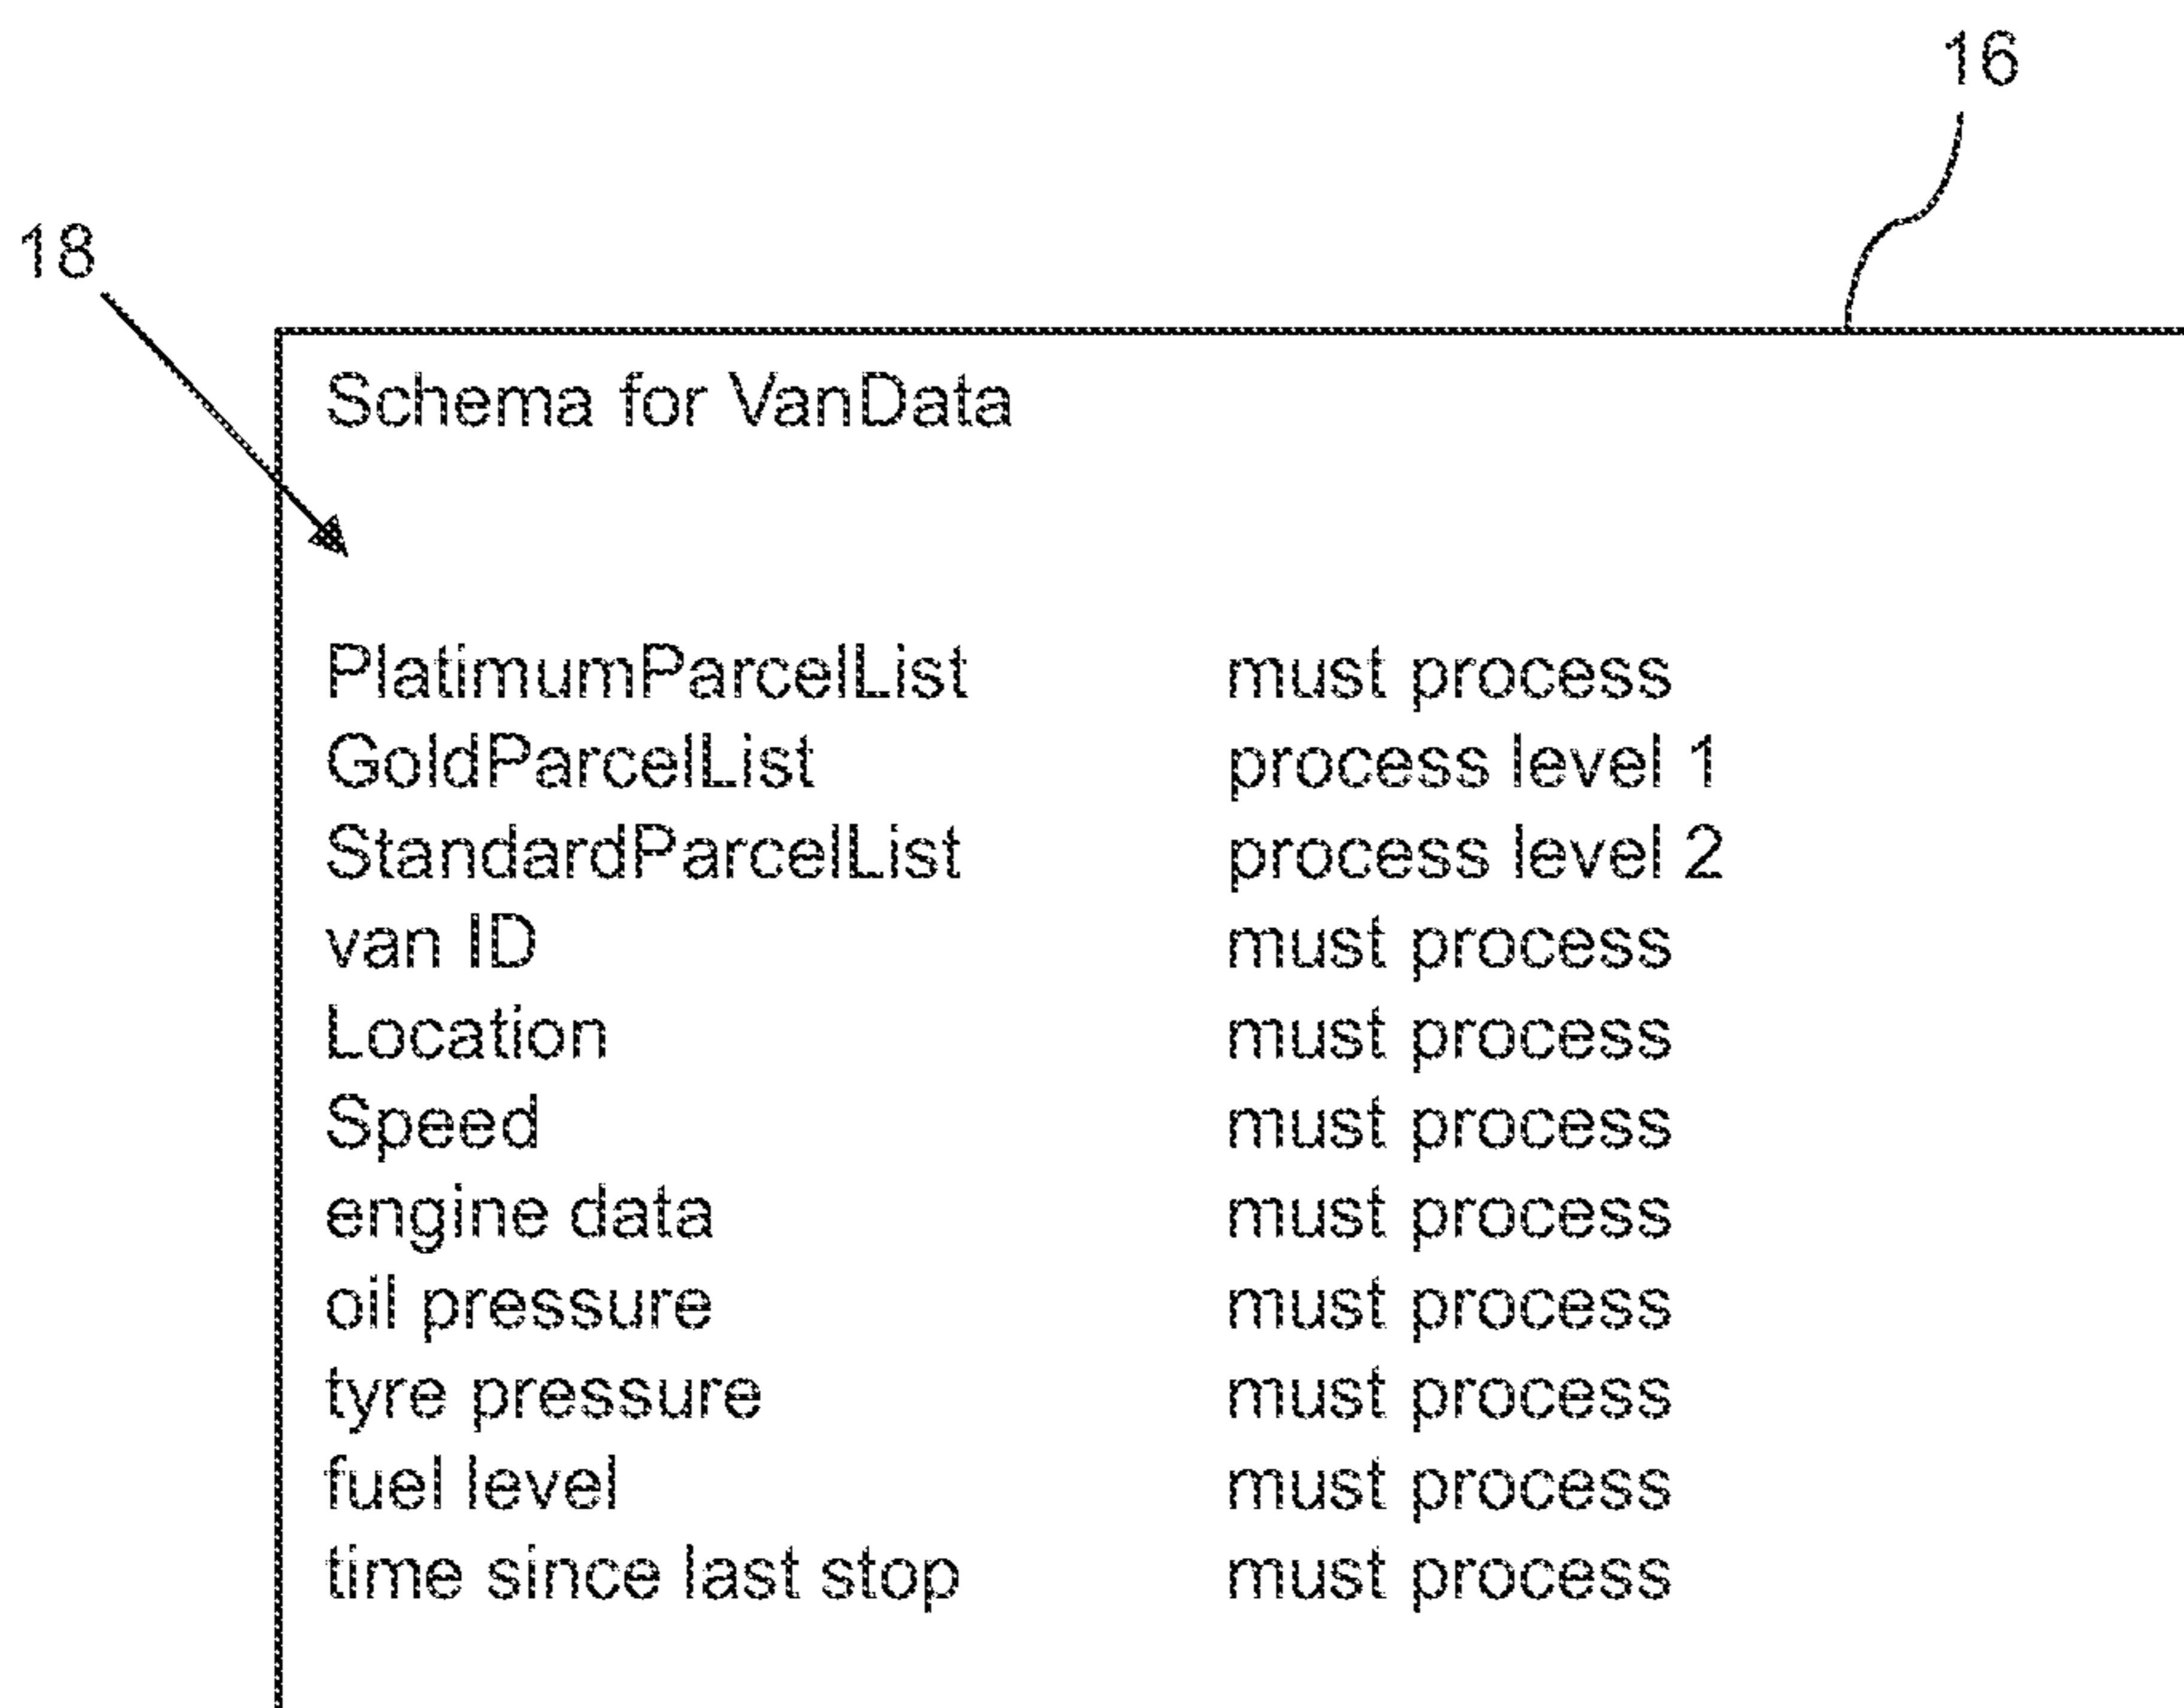 16
18
Schema for VanData
PlatimumParcelList must process
GoldParcelList process level 1
StandardParcelList process level 2
van ID must process
Location must process
Speed must process
engine data must process
oil pressure must process
tyre pressure must process
fuel level must process
time since last stop must process